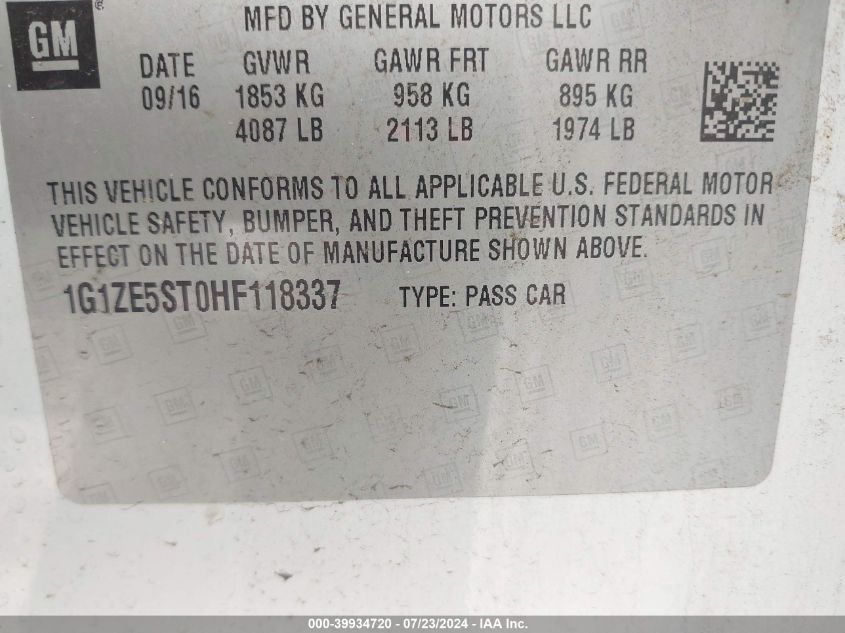 GM®
MFD BY GENERAL MOTORS LLC
DATE GVWR GAWR FRT GAWR RR
09/16 1853 KG 958 KG 895 KG
4087 LB 2113 LB 1974 LB
THIS VEHICLE CONFORMS TO ALL APPLICABLE U.S. FEDERAL MOTOR
VEHICLE SAFETY, BUMPER, AND THEFT PREVENTION STANDARDS IN
EFFECT ON THE DATE OF MANUFACTURE SHOWN ABOVE.
1G1ZE5ST0HF118337 TYPE: PASS CAR
000-39934720 - 07/23/2024 - IAA Inc.